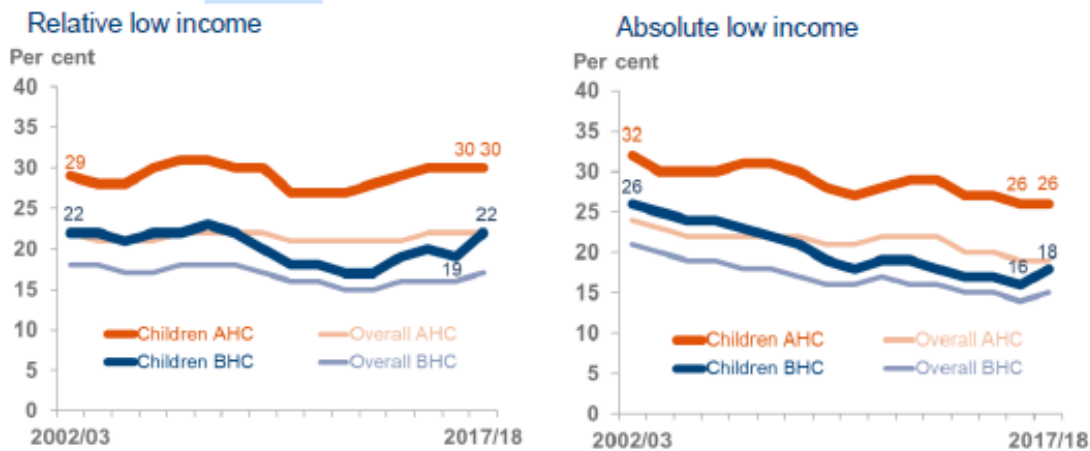 Relative low income
Per cent
40
35
30
25
20
15
10
5
0
29
30 30
22
22
19
Children AHC
Overall AHC
Children BHC
Overall BHC
2002/03
2017/18
Absolute low income
Per cent
40
35
30
25
20
15
10
5
0
32
26
26
26
18
16
Children AHC
Overall AHC
Children BHC
Overall BHC
2002/03
2017/18